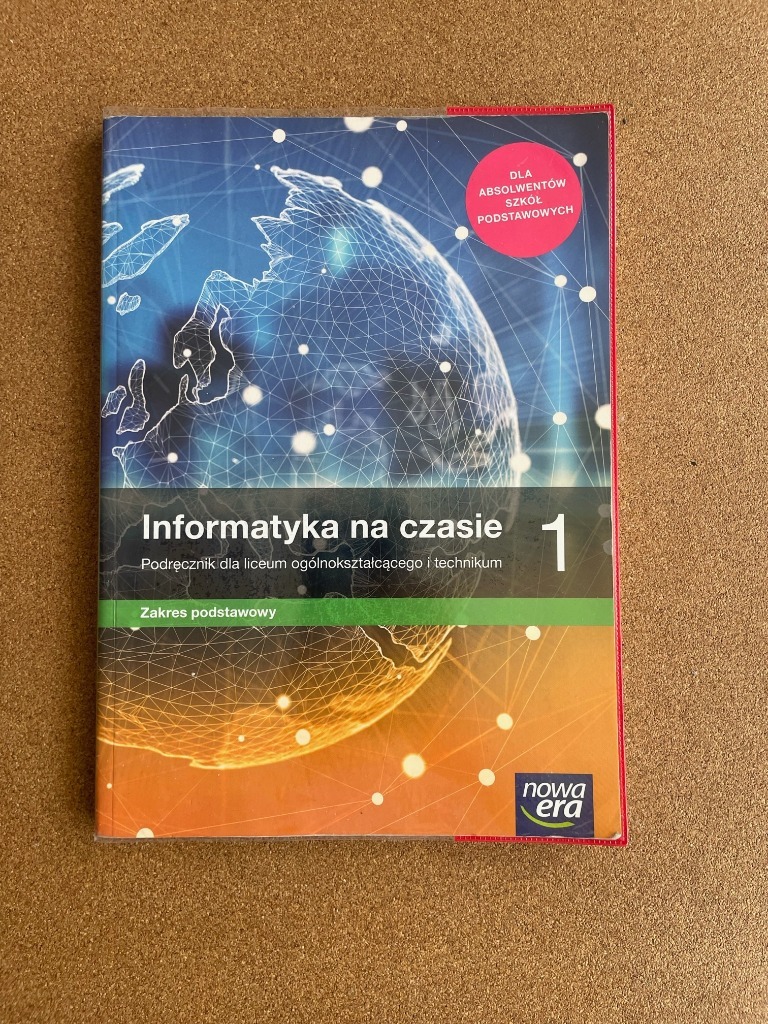 DLA
ABSOLWENTÓW
SZKÓŁ
PODSTAWOWYCH
Informatyka na czasie 1
Podręcznik dla liceum ogólnokształcącego i technikum
Zakres podstawowy
nowa
era